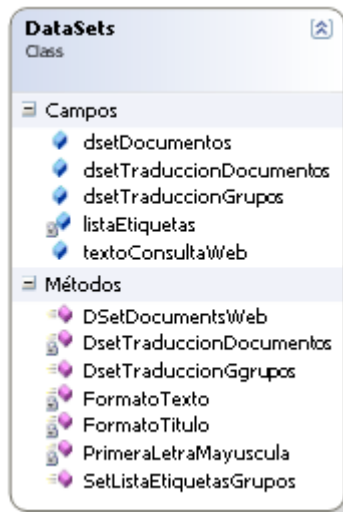 DataSets
Class
Campos
dsetDocumentos
dsetTraduccionDocumentos
dsetTraduccionGrupos
listaEtiquetas
textoConsultaWeb
Métodos
DSetDocumentsWeb
DsetTraduccionDocumentos
DsetTraduccionGgrupos
FormatoTexto
FormatoTitulo
PrimeraLetraMayuscula
SetListaEtiquetasGrupos